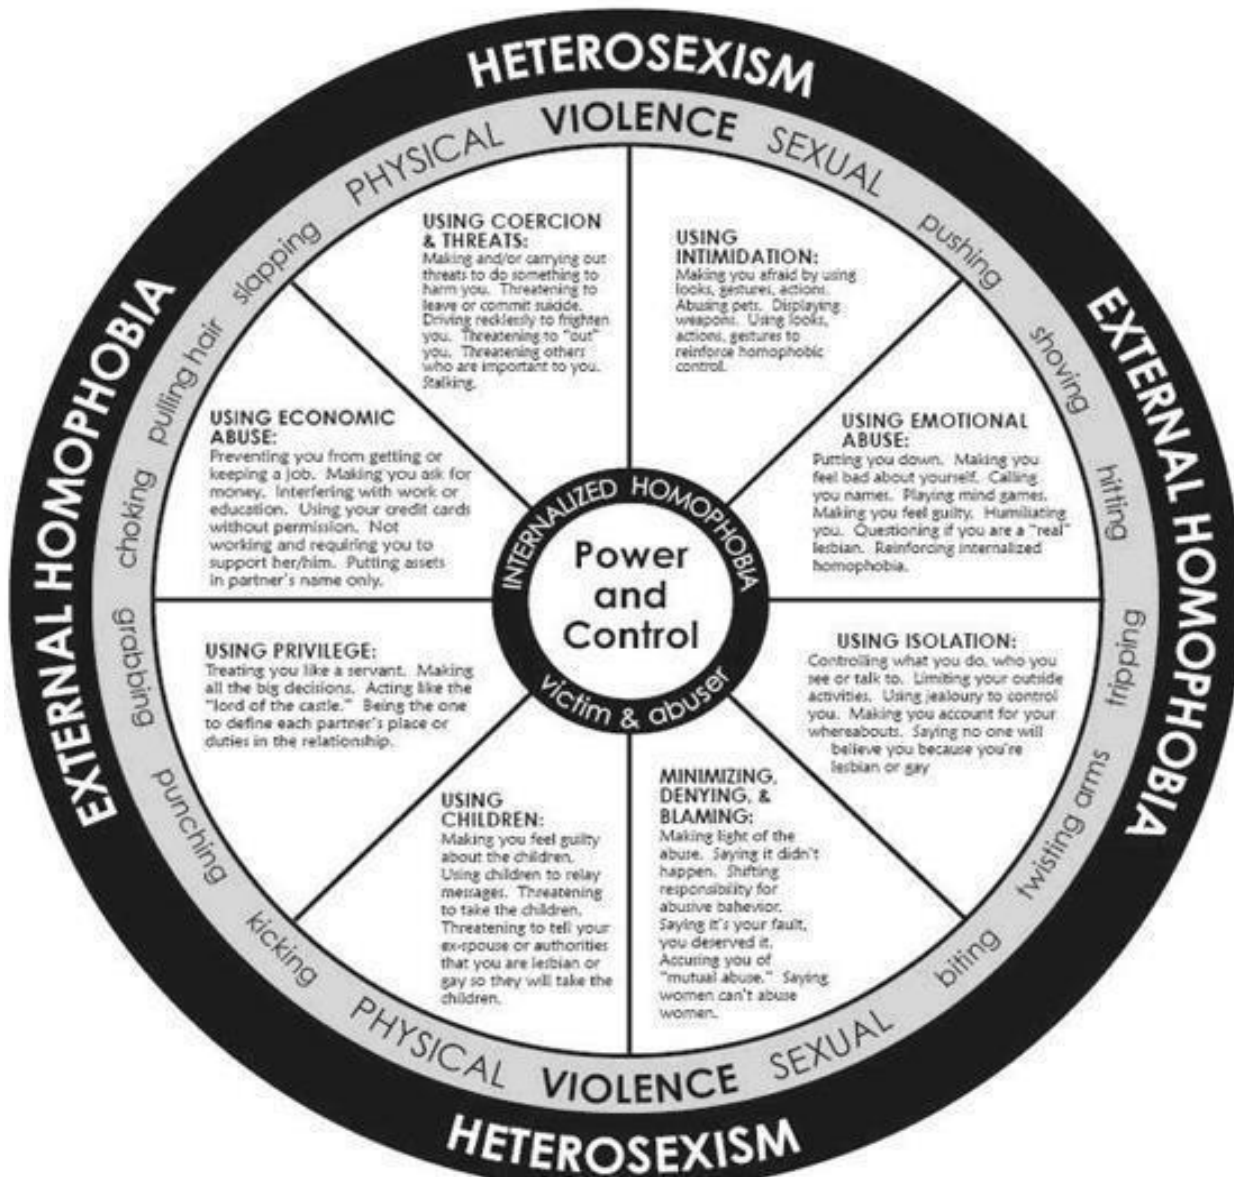 HETEROSEXISM
PHYSICAL VIOLENCE SEXUAL
pushing
shoving
hitting
tripping
twisting arms
biting
EXTERNAL HOMOPHOBIA
EXTERNAL HOMOPHOBIA
slapping
pulling hair
choking
grabbing
punching
kicking
USING COERCION
& THREATS:
Making and/or carrying out
threats to do something to
harm you. Threatening to
leave or commit suicide.
Driving recklessly to frighten
you. Threatening to "out"
you. Threatening others
who are important to you.
Stalking.
USING
INTIMIDATION:
Making you afraid by using
looks, gestures, actions.
Abusing pets. Displaying
weapons. Using looks,
actions, gestures to
reinforce homophobic
control.
USING ECONOMIC
ABUSE:
Preventing you from getting or
keeping a job. Making you ask for
money. Interfering with work or
education. Using your credit cards
without permission. Not
working and requiring you to
support her/him. Putting assets
in partner's name only.
USING EMOTIONAL
ABUSE:
Putting you down. Making you
feel bad about yourself. Calling
you names. Playing mind games.
Making you feel guilty. Humiliating
you. Questioning if you are a "real"
lesbian. Reinforcing internalized
homophobia.
INTERNALIZED HOMOPHOBIA
Power
and
Control
victim & abuser
USING PRIVILEGE:
Treating you like a servant. Making
all the big decisions. Acting like the
"lord of the castle." Being the one
to define each partner's place or
duties in the relationship.
USING ISOLATION:
Controlling what you do, who you
see or talk to. Limiting your outside
activities. Using jealousy to control
you. Making you account for your
whereabouts. Saying no one will
believe you because you're
lesbian or gay
USING
CHILDREN:
Making you feel guilty
about the children.
Using children to relay
messages. Threatening
to take the children.
Threatening to tell your
ex-spouse or authorities
that you are lesbian or
gay so they will take the
children.
MINIMIZING,
DENYING, &
BLAMING:
Making light of the
abuse. Saying it didn't
happen. Shifting
responsibility for
abusive bahevior.
Saying it's your fault,
you deserved it.
Accusing you of
"mutual abuse." Saying
women can't abuse
women.
PHYSICAL VIOLENCE SEXUAL
HETEROSEXISM